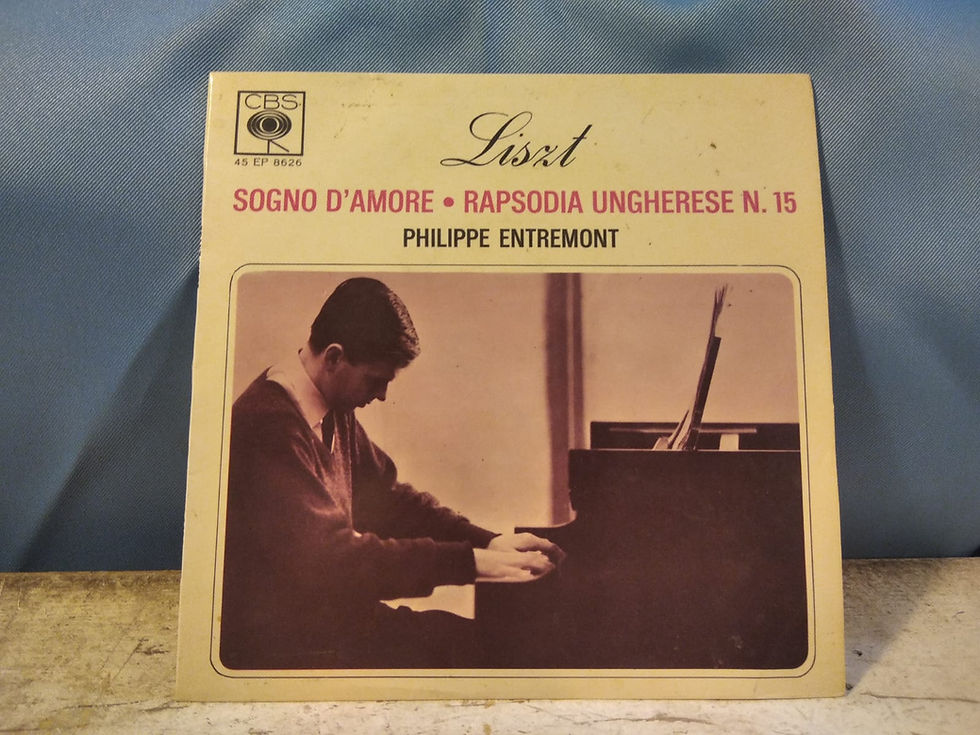 CBS
45 EP 8626
Liszt
SOGNO D'AMORE • RAPSODIA UNGHERESE N. 15
PHILIPPE ENTREMONT